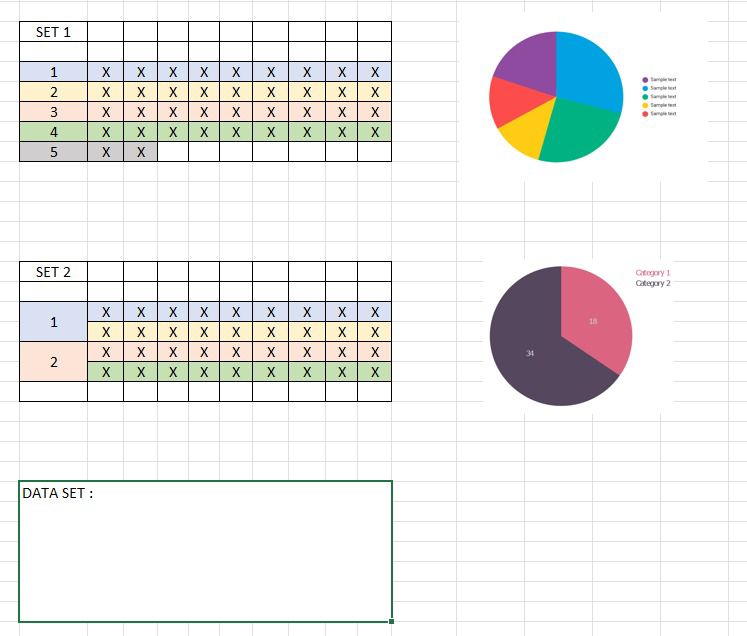 SET 1
1 X X X X X X X X X
2 X X X X X X X X X
3 X X X X X X X X X
4 X X X X X X X X X
5 X X
Sample text
Sample text
Sample text
Sample text
Sample text
SET 2
1 X X X X X X X X X
X X X X X X X X X
2 X X X X X X X X X
X X X X X X X X X
Category 1
Category 2
18
34
DATA SET :